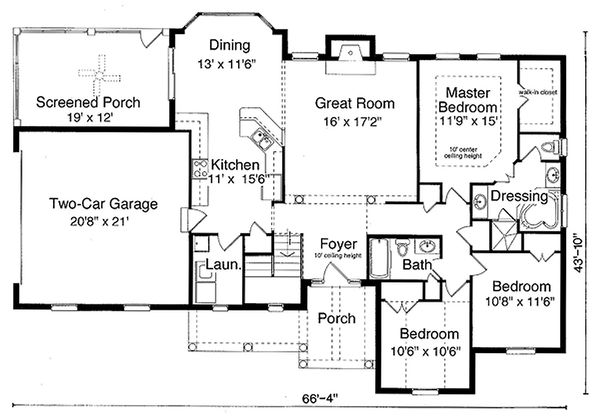 Dining
13' x 11'6"
Screened Porch
19' x 12'
Great Room
16' x 17'2"
Master
Bedroom
11'9" x 15'
10' center
ceiling height
walk-in closet
Kitchen
11' x 15'6"
Two-Car Garage
20'8" x 21'
Dressing
Foyer
10' ceiling height
Laun.
Bath
Porch
Bedroom
10'8" x 11'6"
Bedroom
10'6" x 10'6"
43'-10"
66'-4"